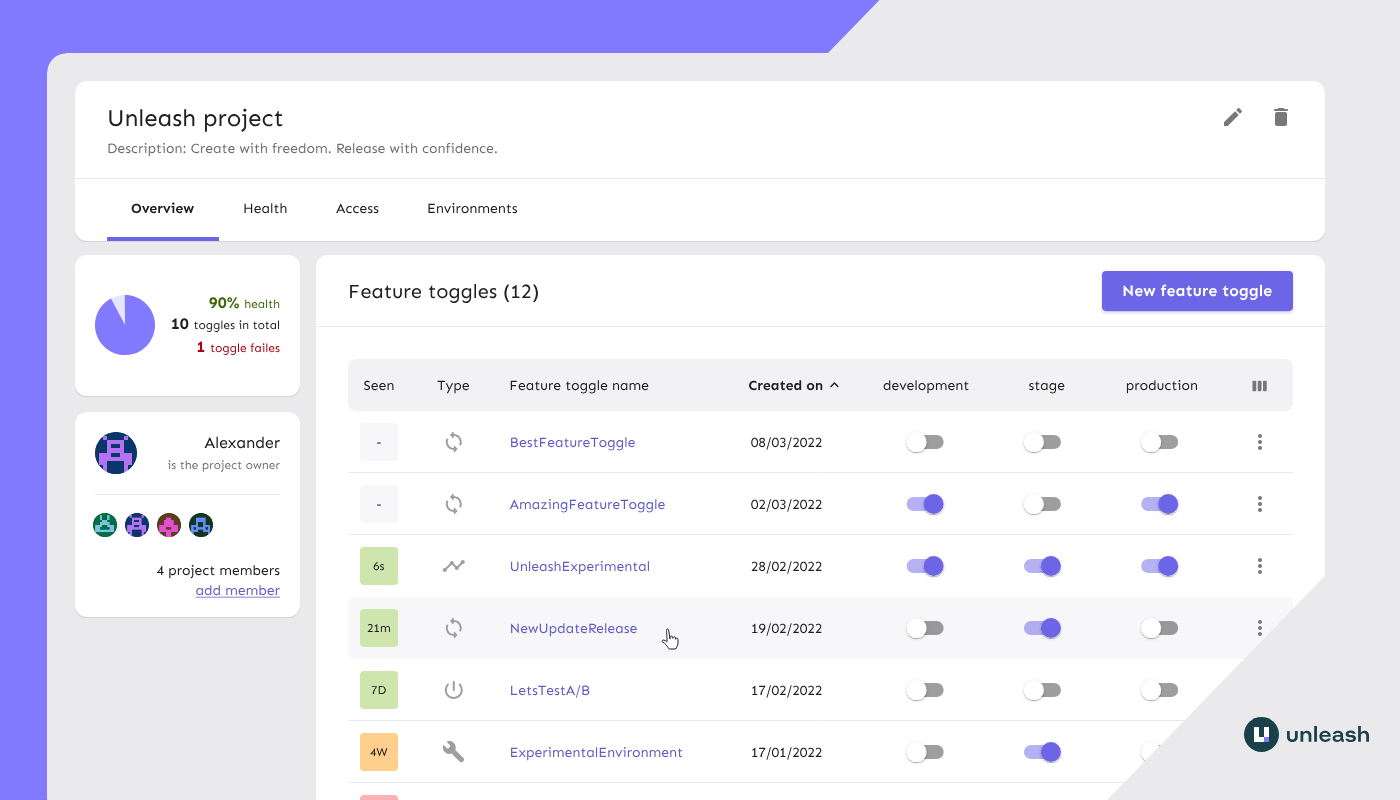 Unleash project
Description: Create with freedom. Release with confidence.
Overview Health Access Environments
90% health
10 toggles in total
1 toggle failes
Alexander
is the project owner
4 project members
add member
Feature toggles (12)
New feature toggle
Seen Type Feature toggle name Created on development stage production
- BestFeatureToggle 08/03/2022
- AmazingFeatureToggle 02/03/2022
6s UnleashExperimental 28/02/2022
21m NewUpdateRelease 19/02/2022
7D LetsTestA/B 17/02/2022
4W ExperimentalEnvironment 17/01/2022
unleash